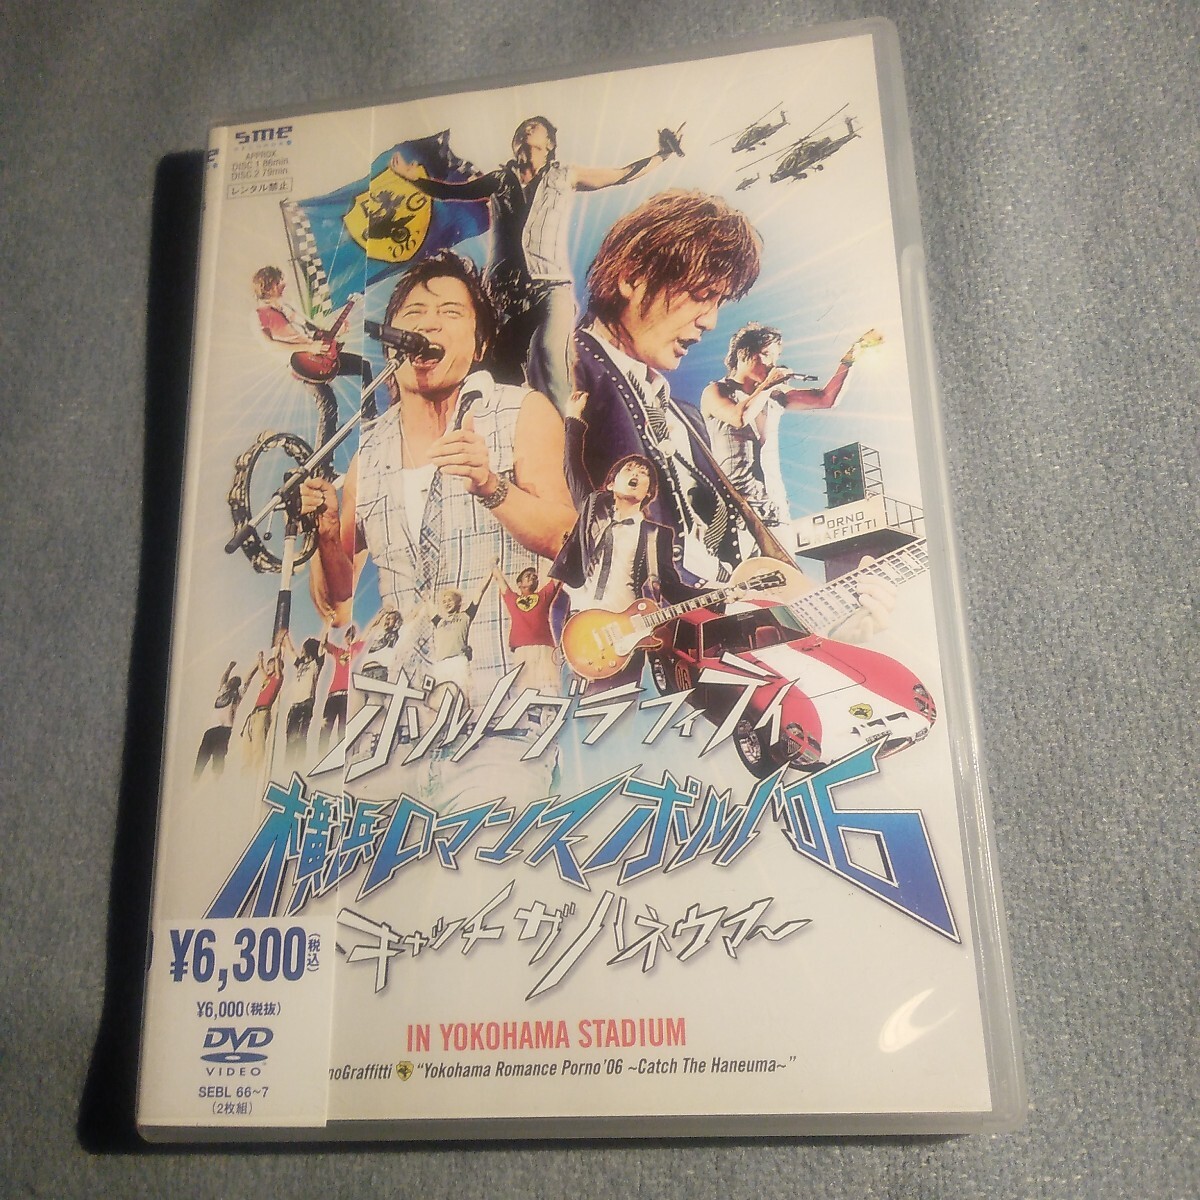 sme
RECORDS
APPROX.
DISC 1 86min.
DISC 2 79min.
レンタル禁止
G
'06
PORNO
GRAFFITTI
ポルノグラフィティ
横浜ロマンスポルノ'06
～キャッチ ザ ハネウマ～
¥6,300(税込)
¥6,000(税抜)
DVD
VIDEO
SEBL 66~7
(2枚組)
IN YOKOHAMA STADIUM
noGraffitti "Yokohama Romance Porno'06 ~Catch The Haneuma~"